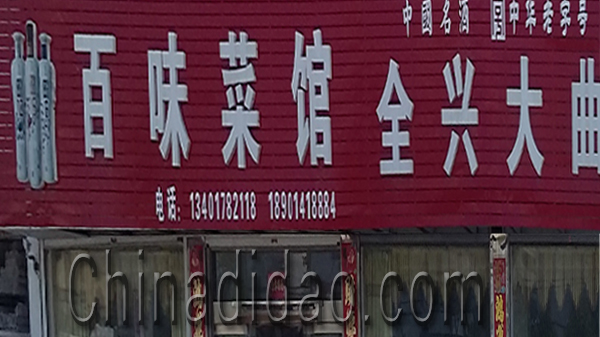 中國名酒 中华老字号
百味菜馆 全兴大曲
电话：13401782118 18901418884
Chinadidao.com